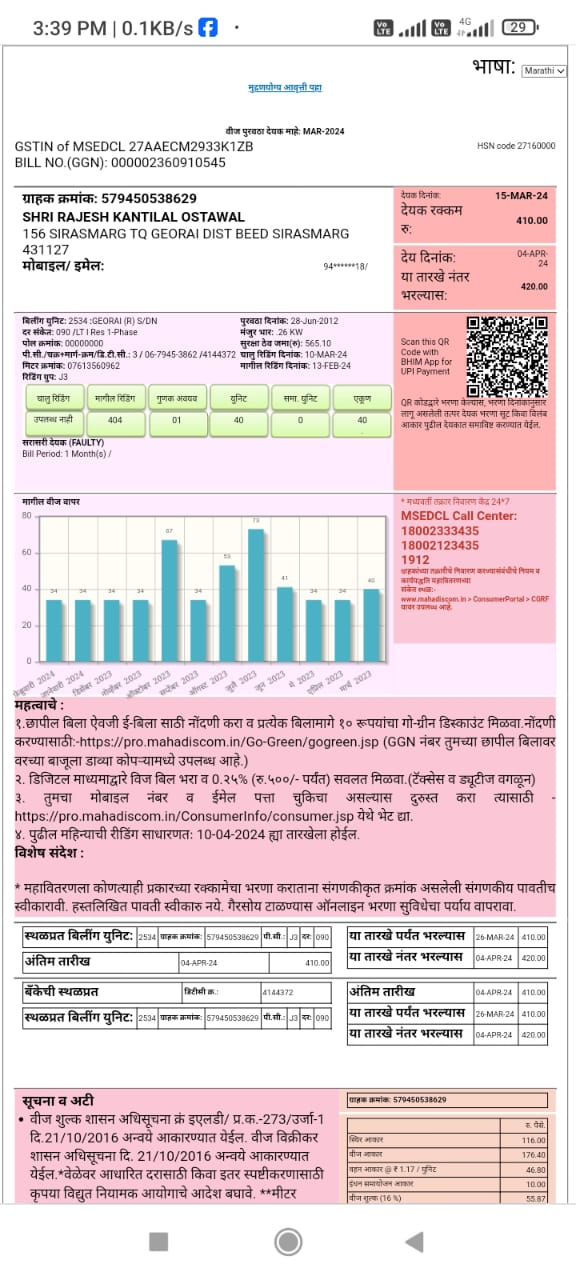 3:39 PM | 0.1KB/s
4G
29
भाषा: Marathi
मुद्रणयोग्य आवृत्ती पहा
वीज पुरवठा देयक माहे: MAR-2024
GSTIN of MSEDCL 27AAECM2933K1ZB
HSN code 27160000
BILL NO.(GGN): 000002360910545
ग्राहक क्रमांक: 579450538629
SHRI RAJESH KANTILAL OSTAWAL
156 SIRASMARG TQ GEORAI DIST BEED SIRASMARG
431127
मोबाइल/ इमेल: 94******18/
देयक दिनांक: 15-MAR-24
देयक रक्कम रु: 410.00
देय दिनांक: 04-APR-24
या तारखे नंतर भरल्यास: 420.00
बिलींग युनिट: 2534 :GEORAI (R) S/DN
दर संकेत: 090 /LT I Res 1-Phase
पोल क्रमांक: 00000000
पी.सी./चक्र+मार्ग-क्रम/डि.टी.सी.: 3 / 06-7945-3862 /4144372
मिटर क्रमांक: 07613560962
रिडिंग ग्रुप: J3
पुरवठा दिनांक: 28-Jun-2012
मंजुर भार: .26 KW
सुरक्षा ठेव जमा(रु): 565.10
चालु रिडिंग दिनांक: 10-MAR-24
मागील रिडिंग दिनांक: 13-FEB-24
Scan this QR
Code with
BHIM App for
UPI Payment
QR कोडद्वारे भरणा केल्यास, भरणा दिनांकानुसार
लागू असलेली तत्पर देयक भरणा सूट किंवा विलंब
आकार पुढील देयकात समाविष्ट करण्यात येईल.
चालु रिडिंग मागील रिडिंग गुणक अवयव युनिट समा. युनिट एकूण
उपलब्ध नाही 404 01 40 0 40
सरासरी देयक (FAULTY)
Bill Period: 1 Month(s) /
मागील वीज वापर
80
60
40
20
0
34 34 34 34 67 34 53 73 41 34 34 40
फेब्रुवारी 2024
जानेवारी 2024
डिसेंबर 2023
नोव्हेंबर 2023
ऑक्टोबर 2023
सप्टेंबर 2023
ऑगस्ट 2023
जुलै 2023
जून 2023
मे 2023
एप्रिल 2023
मार्च 2023
* मध्यवर्ती तक्रार निवारण केंद्र 24*7
MSEDCL Call Center:
18002333435
18002123435
1912
ग्राहकांच्या तक्रारींचे निवारण करण्यासंबंधीचे नियम व
कार्यपद्धति महावितरणच्या
संकेत स्थळ:-
www.mahadiscom.in > ConsumerPortal > CGRF
यावर उपलब्ध आहे.
महत्वाचे :
१.छापील बिला ऐवजी ई-बिला साठी नोंदणी करा व प्रत्येक बिलामागे १० रूपयांचा गो-ग्रीन डिस्काउंट मिळवा.नोंदणी
करण्यासाठी:-https://pro.mahadiscom.in/Go-Green/gogreen.jsp (GGN नंबर तुमच्या छापील बिलावर
वरच्या बाजूला डाव्या कोपऱ्यामध्ये उपलब्ध आहे.)
२. डिजिटल माध्यमाद्वारे विज बिल भरा व 0.२५% (रु.५००/- पर्यंत) सवलत मिळवा.(टॅक्सेस व ड्यूटीज वगळून)
३. तुमचा मोबाइल नंबर व ईमेल पत्ता चुकिचा असल्यास दुरुस्त करा त्यासाठी -
https://pro.mahadiscom.in/ConsumerInfo/consumer.jsp येथे भेट द्या.
४. पुढील महिन्याची रीडिंग साधारणतः 10-04-2024 ह्या तारखेला होईल.
विशेष संदेश :
* महावितरणला कोणत्याही प्रकारच्या रक्कामेचा भरणा कराताना संगणकीकृत क्रमांक असलेली संगणकीय पावतीच
स्वीकारावी. हस्तलिखित पावती स्वीकारु नये. गैरसोय टाळण्यास ऑनलाइन भरणा सुविधेचा पर्याय वापरावा.
स्थळप्रत बिलींग युनिट: 2534 ग्राहक क्रमांक: 579450538629 पी.सी.: J3 दर: 090
अंतिम तारीख 04-APR-24 410.00
या तारखे पर्यंत भरल्यास 26-MAR-24 410.00
या तारखे नंतर भरल्यास 04-APR-24 420.00
बॅंकेची स्थळप्रत डिटीसी क्र.: 4144372
स्थळप्रत बिलींग युनिट: 2534 ग्राहक क्रमांक: 579450538629 पी.सी.: J3 दर: 090
अंतिम तारीख 04-APR-24 410.00
या तारखे पर्यंत भरल्यास 26-MAR-24 410.00
या तारखे नंतर भरल्यास 04-APR-24 420.00
सूचना व अटी
• वीज शुल्क शासन अधिसूचना क्रं इएलडी/ प्र.क.-273/उर्जा-1
दि.21/10/2016 अन्वये आकारण्यात येईल. वीज विक्रीकर
शासन अधिसूचना दि. 21/10/2016 अन्वये आकारण्यात
येईल.*वेळेवर आधारित दरासाठी किबा इतर स्पष्टीकरणासाठी
कृपया विद्युत नियामक आयोगाचे आदेश बघावे. **मीटर
ग्राहक क्रमांक: 579450538629
रु. पैसे.
स्थिर आकार 116.00
वीज आकार 176.40
वहन आकार @ ₹ 1.17 / युनिट 46.80
इंधन समायोजन आकार 10.00
वीज शुल्क (16 %) 55.87